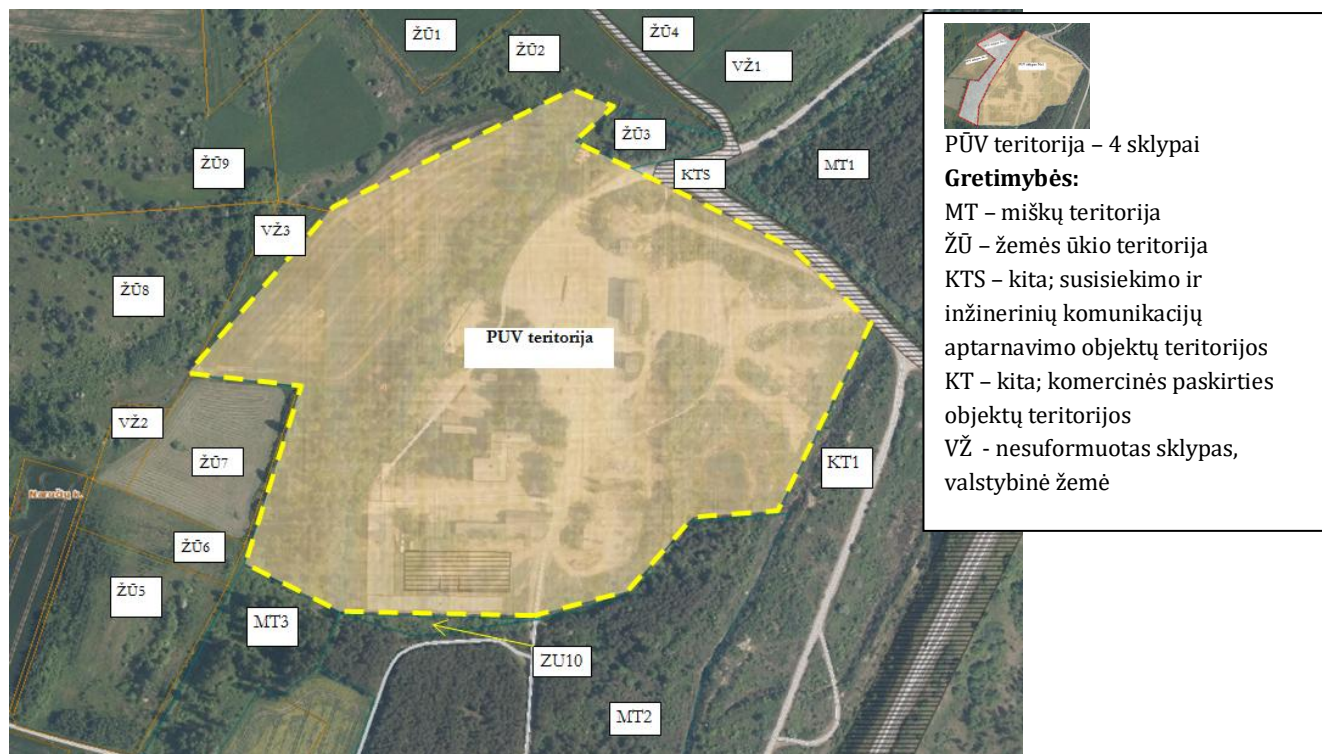 ŽŪ1
ŽŪ2
ŽŪ4
VŽ1
ŽŪ3
MT1
ŽŪ9
KTS
VŽ3
ŽŪ8
PUV teritorija
VŽ2
ŽŪ7
KT1
ŽŪ6
ŽŪ5
MT3
ZU10
MT2
PŪV teritorija – 4 sklypai
Gretimybės:
MT – miškų teritorija
ŽŪ – žemės ūkio teritorija
KTS – kita; susisiekimo ir
inžinerinių komunikacijų
aptarnavimo objektų teritorijos
KT – kita; komercinės paskirties
objektų teritorijos
VŽ - nesuformuotas sklypas,
valstybinė žemė